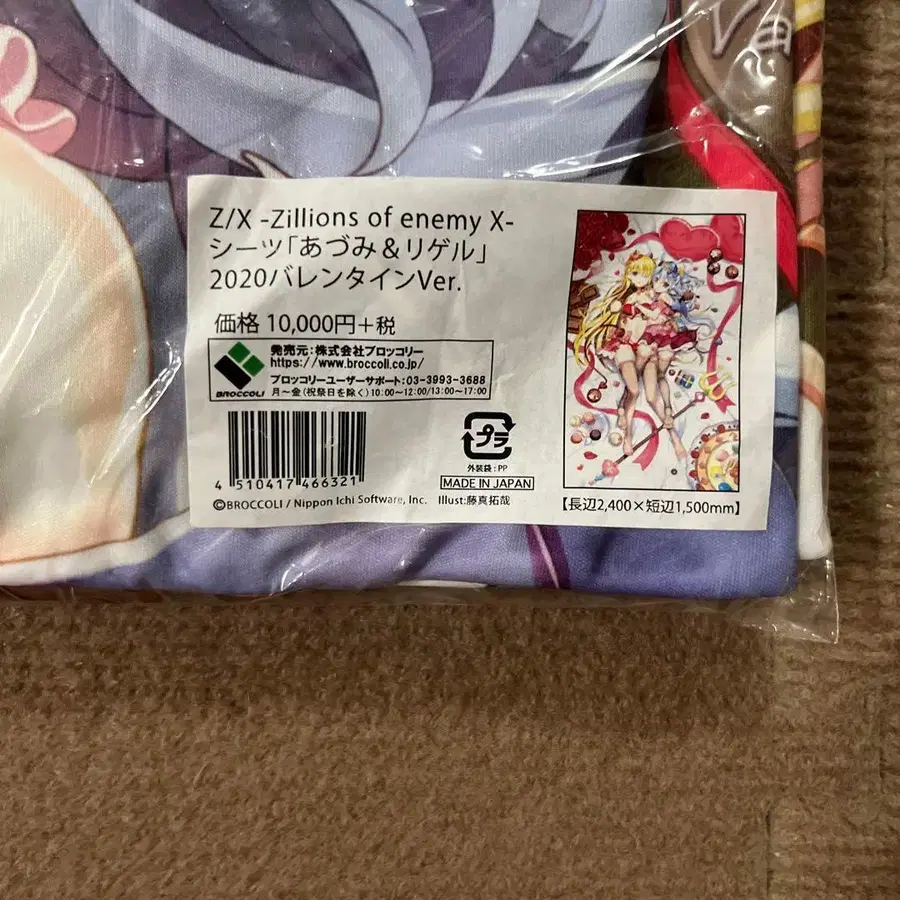 Z/X -Zillions of enemy X-
シーツ「あづみ&リゲル」
2020バレンタインVer.
価格 10,000円+税
発売元:株式会社ブロッコリー
https://www.broccoli.co.jp/
BROCCOLI
ブロッコリーユーザーサポート:03-3993-3688
月~金(祝祭日を除く)10:00~12:00/13:00~17:00
4 510417 466321
プラ
外装袋:PP
MADE IN JAPAN
©BROCCOLI / Nippon Ichi Software, Inc.
Illust:藤真拓哉
【長辺2,400×短辺1,500mm】